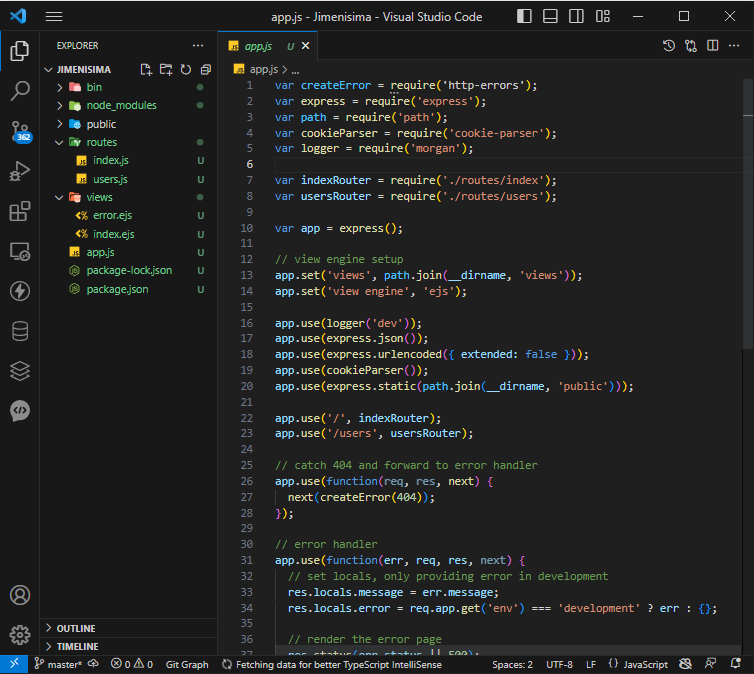 app.js - Jimenisima - Visual Studio Code
EXPLORER
JIMENISIMA
bin
node_modules
public
routes
index.js U
users.js U
views
error.ejs U
index.ejs U
app.js U
package-lock.json U
package.json U
OUTLINE
TIMELINE
362
app.js U
app.js > ...
1 var createError = require('http-errors');
2 var express = require('express');
3 var path = require('path');
4 var cookieParser = require('cookie-parser');
5 var logger = require('morgan');
6
7 var indexRouter = require('./routes/index');
8 var usersRouter = require('./routes/users');
9
10 var app = express();
11
12 // view engine setup
13 app.set('views', path.join(__dirname, 'views'));
14 app.set('view engine', 'ejs');
15
16 app.use(logger('dev'));
17 app.use(express.json());
18 app.use(express.urlencoded({ extended: false }));
19 app.use(cookieParser());
20 app.use(express.static(path.join(__dirname, 'public')));
21
22 app.use('/', indexRouter);
23 app.use('/users', usersRouter);
24
25 // catch 404 and forward to error handler
26 app.use(function(req, res, next) {
27 next(createError(404));
28 });
29
30 // error handler
31 app.use(function(err, req, res, next) {
32 // set locals, only providing error in development
33 res.locals.message = err.message;
34 res.locals.error = req.app.get('env') === 'development' ? err : {};
35
36 // render the error page
37 res.status(err.status || 500);
master* 0 0 Git Graph Fetching data for better TypeScript IntelliSense Spaces: 2 UTF-8 LF {} JavaScript